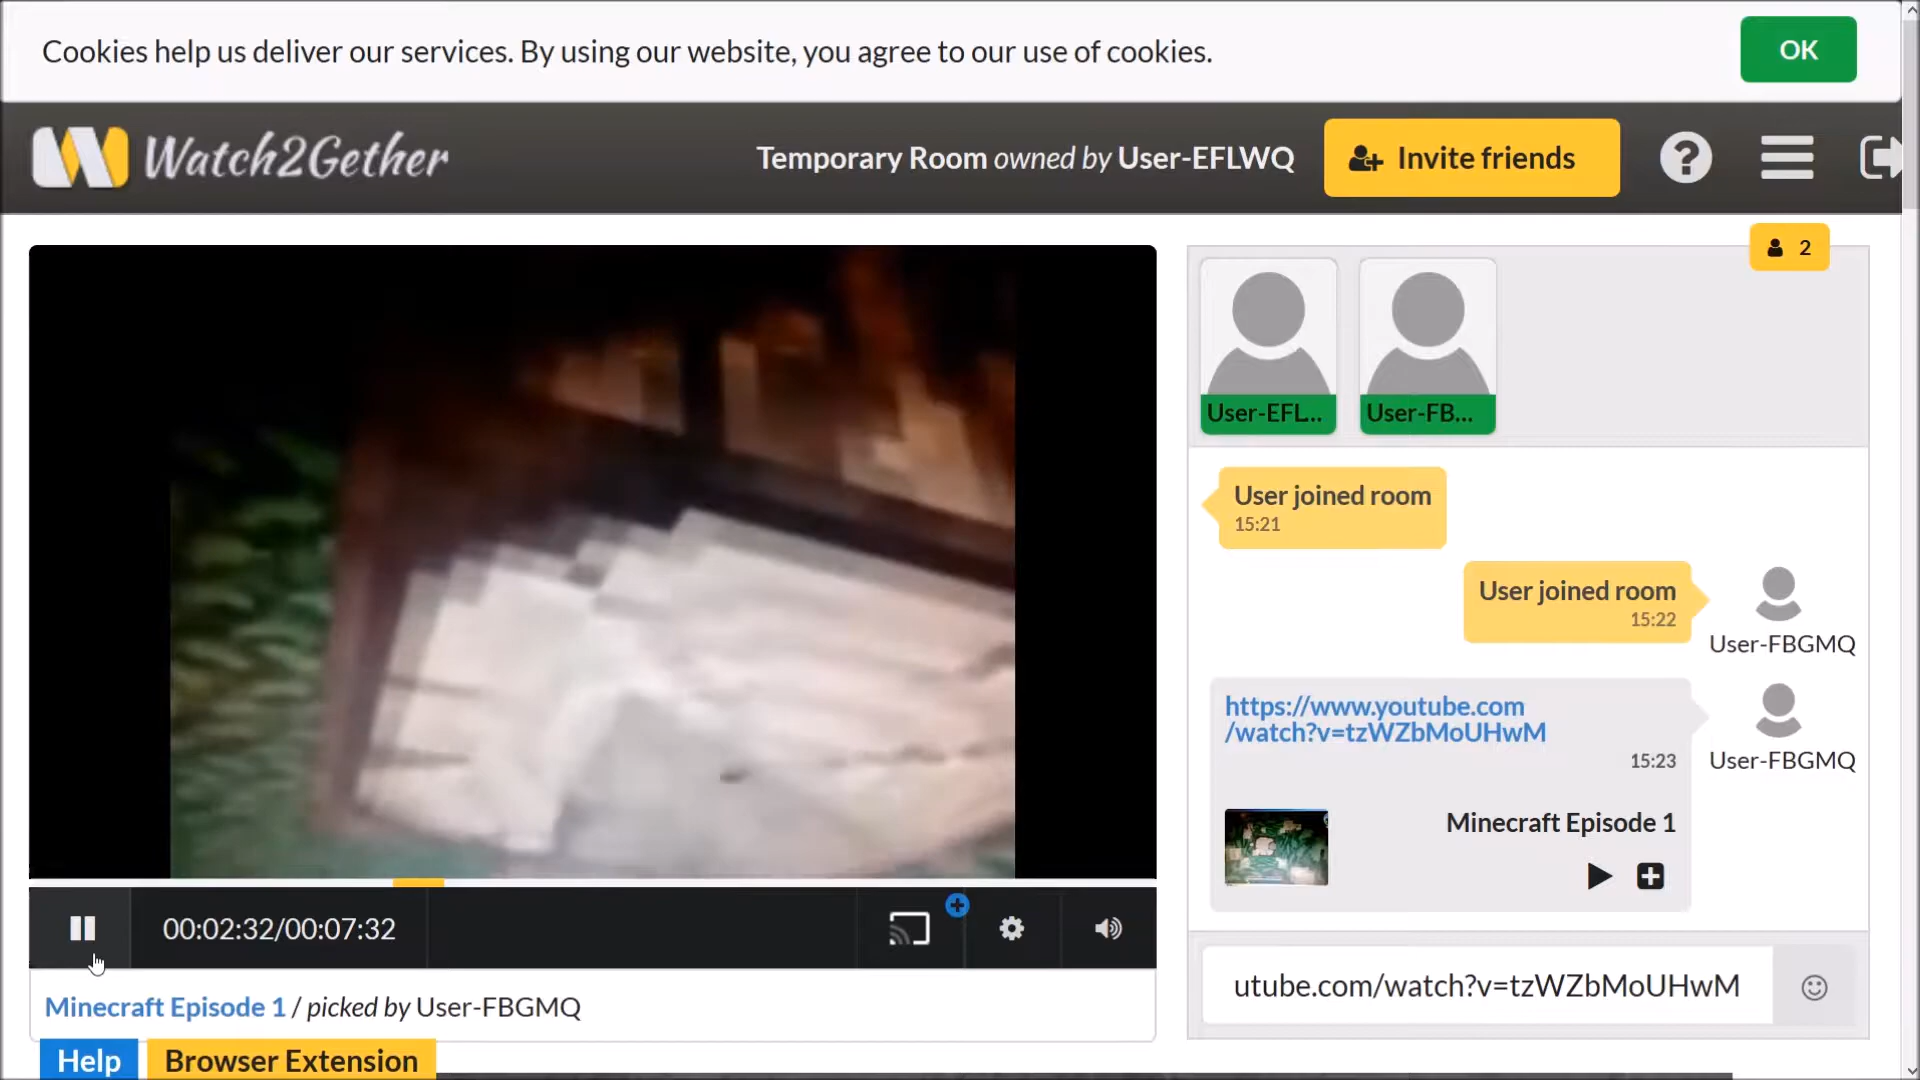 Cookies help us deliver our services. By using our website, you agree to our use of cookies.
OK
Watch2Gether
Temporary Room owned by User-EFLWQ
Invite friends
2
User-EFL...
User-FB...
User joined room
15:21
User joined room
15:22
User-FBGMQ
https://www.youtube.com
/watch?v=tzWZbMoUHwM
15:23
User-FBGMQ
Minecraft Episode 1
00:02:32/00:07:32
utube.com/watch?v=tzWZbMoUHwM
Minecraft Episode 1 / picked by User-FBGMQ
Help
Browser Extension